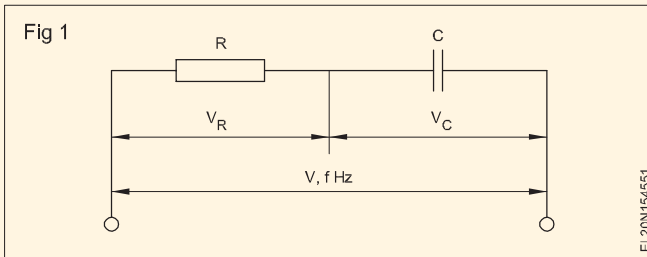 Fig 1
R
C
V_R
V_C
V, f Hz
EL20N154551